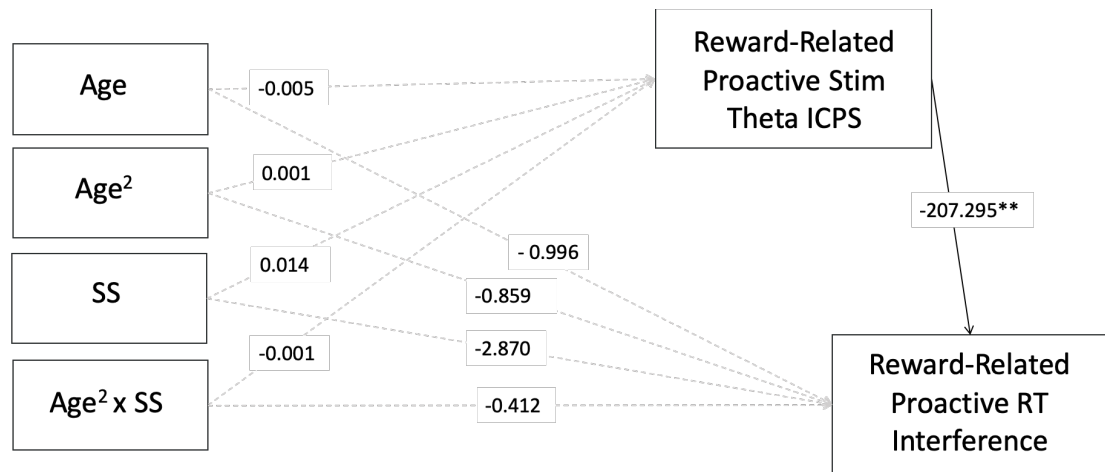 Age
Age²
SS
Age² x SS
-0.005
0.001
0.014
-0.001
- 0.996
-0.859
-2.870
-0.412
Reward-Related
Proactive Stim
Theta ICPS
-207.295**
Reward-Related
Proactive RT
Interference